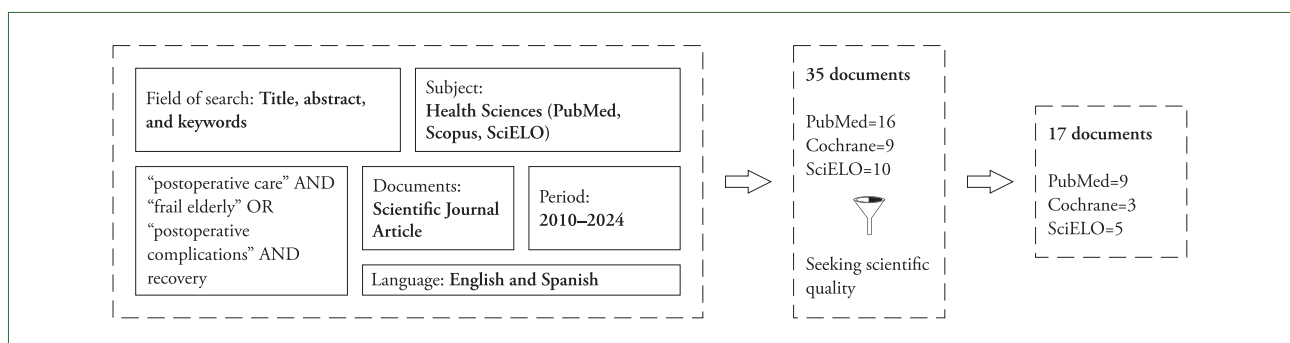 Field of search: Title, abstract,
and keywords
Subject:
Health Sciences (PubMed,
Scopus, SciELO)
“postoperative care” AND
“frail elderly” OR
“postoperative
complications” AND
recovery
Documents:
Scientific Journal
Article
Period:
2010–2024
Language: English and Spanish
35 documents
PubMed=16
Cochrane=9
SciELO=10
Seeking scientific
quality
17 documents
PubMed=9
Cochrane=3
SciELO=5